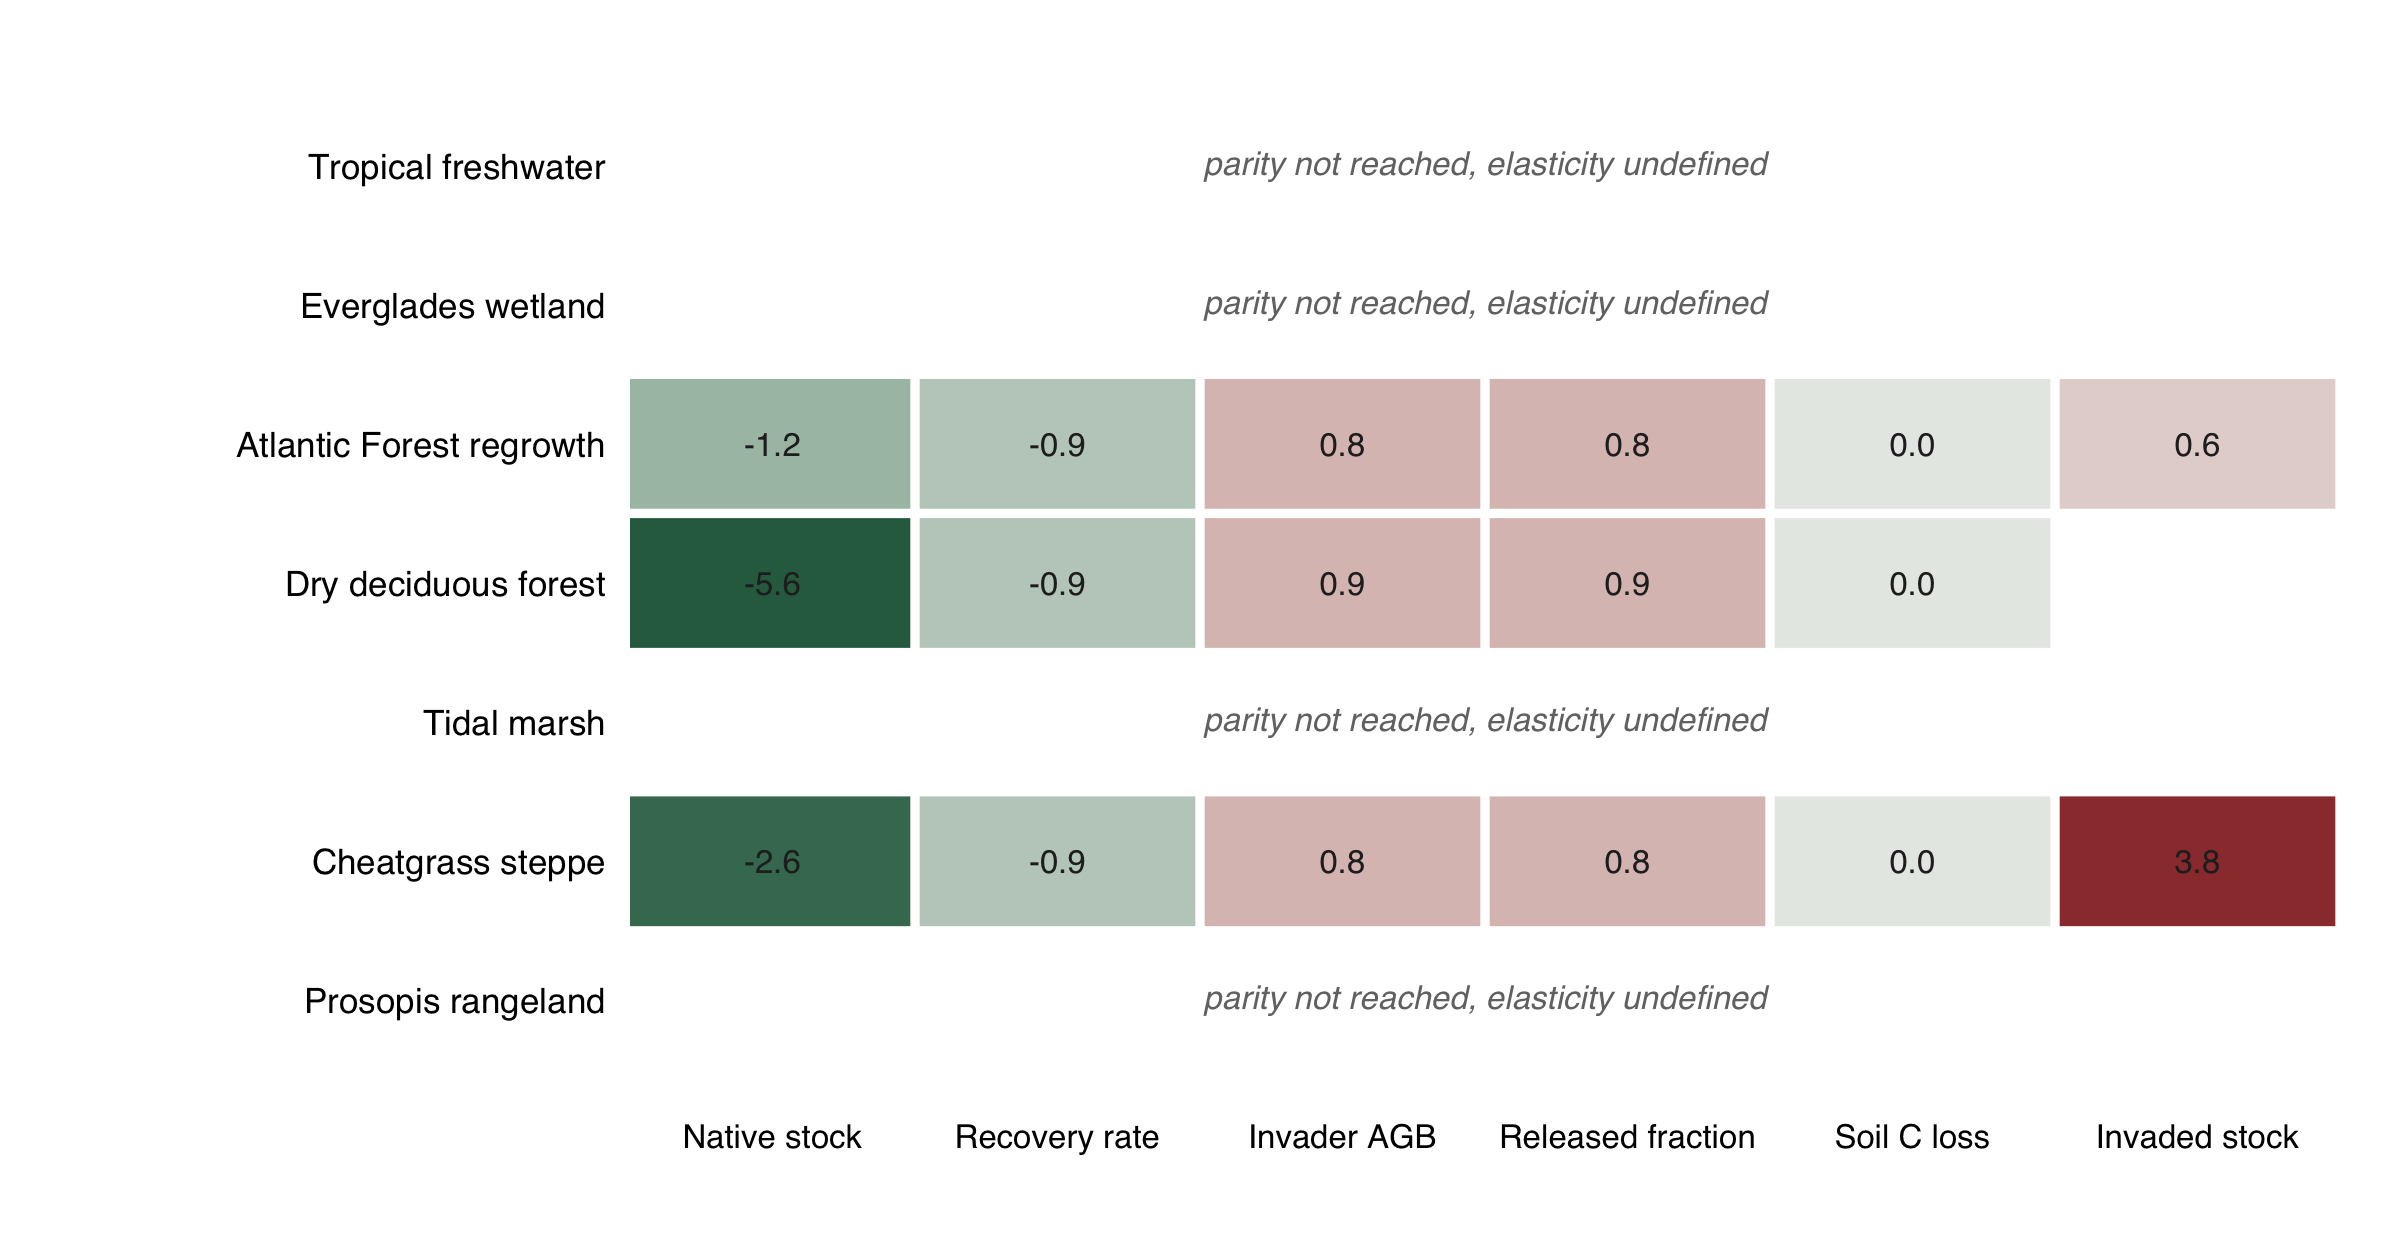 Tropical freshwater parity not reached, elasticity undefined
Everglades wetland parity not reached, elasticity undefined
Atlantic Forest regrowth -1.2 -0.9 0.8 0.8 0.0 0.6
Dry deciduous forest -5.6 -0.9 0.9 0.9 0.0
Tidal marsh parity not reached, elasticity undefined
Cheatgrass steppe -2.6 -0.9 0.8 0.8 0.0 3.8
Prosopis rangeland parity not reached, elasticity undefined
Native stock Recovery rate Invader AGB Released fraction Soil C loss Invaded stock